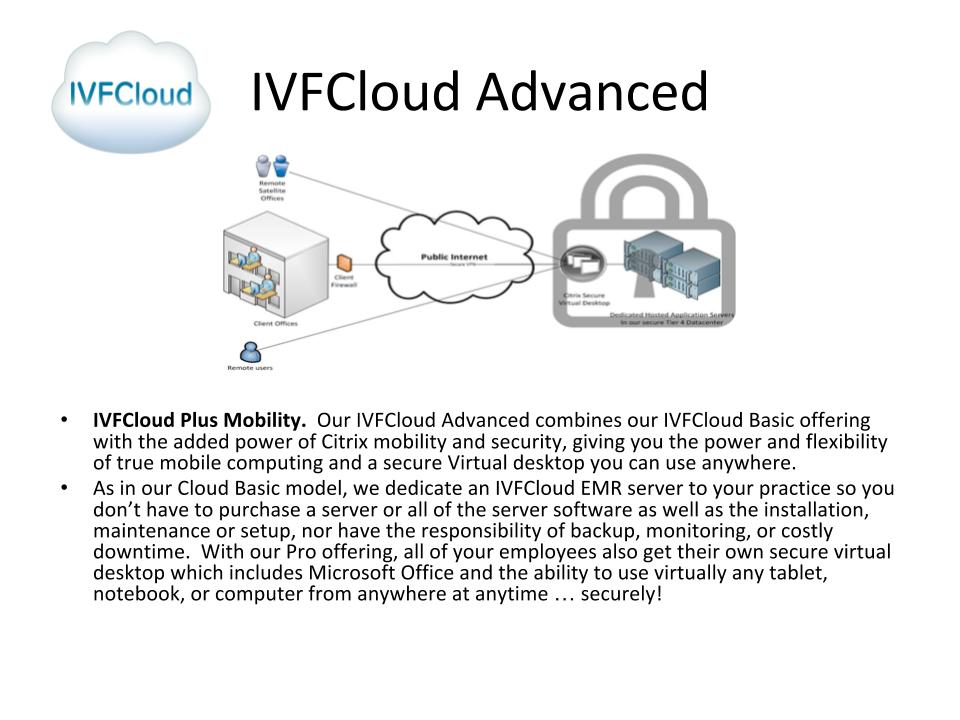 IVFCloud
IVFCloud Advanced
Remote
Satellite
Offices
Public Internet
Secure VPN
Client
Firewall
Client Offices
Citrix Secure
Virtual Desktop
Dedicated Hosted Application Servers
In our secure Tier 4 Datacenter
Remote users
• IVFCloud Plus Mobility.  Our IVFCloud Advanced combines our IVFCloud Basic offering
with the added power of Citrix mobility and security, giving you the power and flexibility
of true mobile computing and a secure Virtual desktop you can use anywhere.
• As in our Cloud Basic model, we dedicate an IVFCloud EMR server to your practice so you
don’t have to purchase a server or all of the server software as well as the installation,
maintenance or setup, nor have the responsibility of backup, monitoring, or costly
downtime.  With our Pro offering, all of your employees also get their own secure virtual
desktop which includes Microsoft Office and the ability to use virtually any tablet,
notebook, or computer from anywhere at anytime … securely!